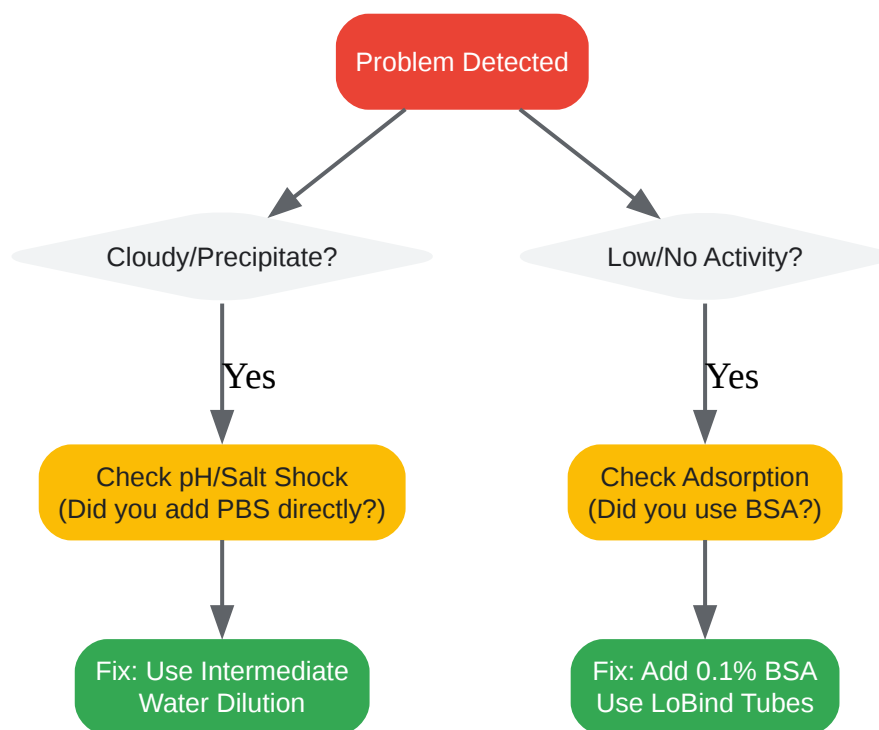 Problem Detected
Cloudy/Precipitate?
Low/No Activity?
Yes
Yes
Check pH/Salt Shock
(Did you add PBS directly?)
Check Adsorption
(Did you use BSA?)
Fix: Use Intermediate
Water Dilution
Fix: Add 0.1% BSA
Use LoBind Tubes